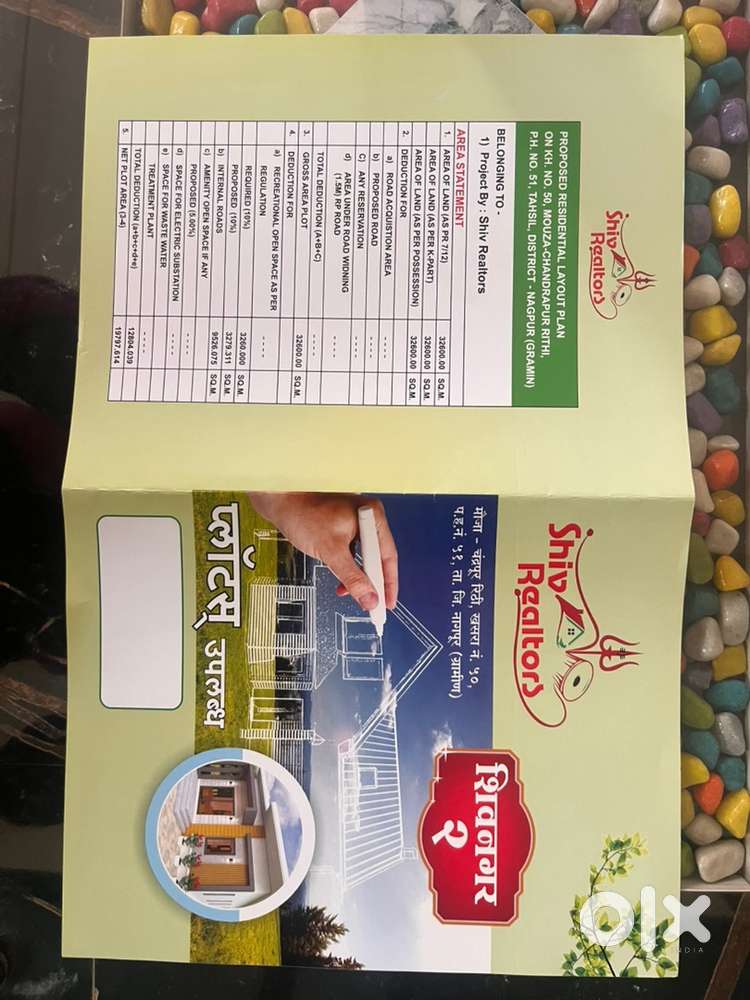 Shiv
Realtors
PROPOSED RESIDENTIAL LAYOUT PLAN
ON KH. NO. 50, MOUZA-CHANDRAPUR RITHI,
P.H. NO. 51, TAHSIL, DISTRICT - NAGPUR (GRAMIN)
BELONGING TO -
1) Project By : Shiv Realtors
AREA STATEMENT
1. AREA OF LAND (AS PR 7/12) 32600.00 SQ.M.
AREA OF LAND (AS PER K-PART) 32600.00 SQ.M.
AREA OF LAND (AS PER POSSESSION) 32600.00 SQ.M.
2. DEDUCTION FOR
a) ROAD ACQUISTION AREA - - - -
b) PROPOSED ROAD - - - -
C) ANY RESERVATION - - - -
d) AREA UNDER ROAD WIDNING - - - -
(1.5M) RP ROAD
TOTAL DEDUCTION (A+B+C) - - - -
3. GROSS AREA PLOT 32600.00 SQ.M.
4. DEDUCTION FOR
a) RECREATIONAL OPEN SPACE AS PER - - - -
REGULATION
REQUIRED (10%) 3260.000 SQ.M.
PROPOSED (10%) 3279.311 SQ.M.
b) INTERNAL ROADS 9526.075 SQ.M.
c) AMENITY OPEN SPACE IF ANY - - - -
PROPOSED (5.00%) - - - -
d) SPACE FOR ELECTRIC SUBSTATION - - - -
e) SPACE FOR WASTE WATER - - - -
TREATMENT PLANT - - - -
TOTAL DEDUCTION (a+b+c+d+e) 12804.039 SQ.M.
5. NET PLOT AREA (3-4) 19797.614 SQ.M.
Shiv
Realtors
मौजा - चंद्रपूर रिठी, खसरा नं. ५०,
प.ह.नं. ५१, ता. जि. नागपूर (ग्रामीण)
शिवनगर
२
प्लॉटस् उपलब्ध
olx
INDIA